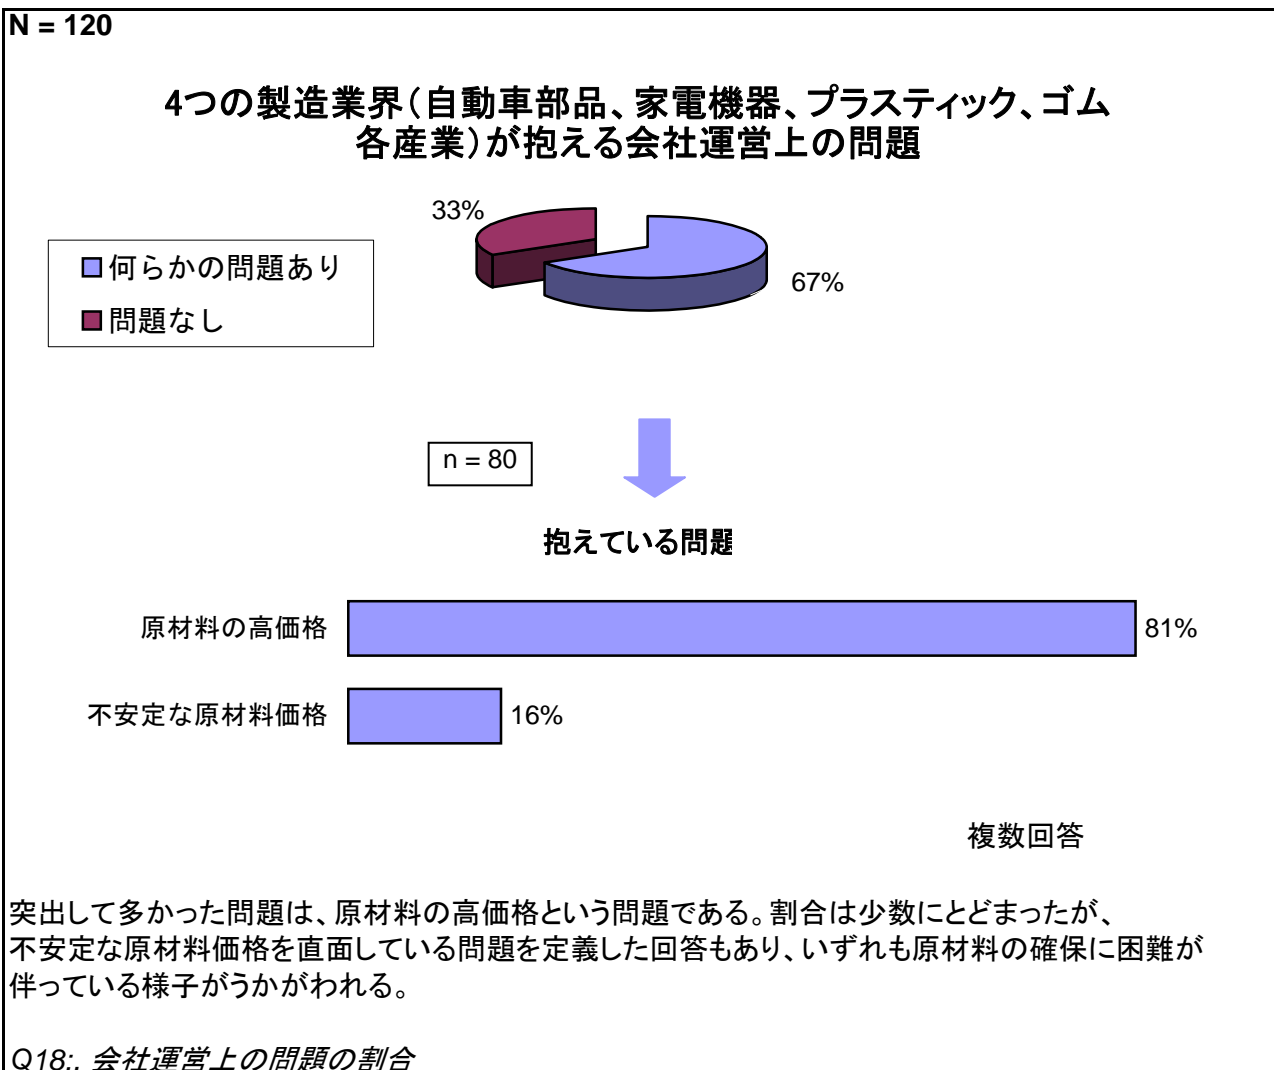 N = 120
4つの製造業界（自動車部品、家電機器、プラスティック、ゴム
各産業）が抱える会社運営上の問題
33%
67%
何らかの問題あり
問題なし
n = 80
抱えている問題
原材料の高価格
81%
不安定な原材料価格
16%
複数回答
突出して多かった問題は、原材料の高価格という問題である。割合は少数にとどまったが、
不安定な原材料価格を直面している問題を定義した回答もあり、いずれも原材料の確保に困難が
伴っている様子がうかがわれる。
Q18:. 会社運営上の問題の割合